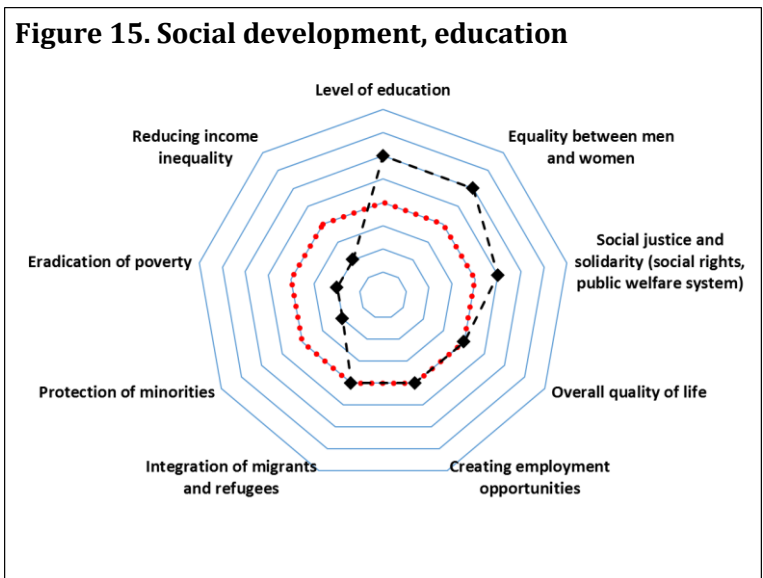 Figure 15. Social development, education
Level of education
Reducing income
inequality
Equality between men
and women
Eradication of poverty
Social justice and
solidarity (social rights,
public welfare system)
Protection of minorities
Overall quality of life
Integration of migrants
and refugees
Creating employment
opportunities